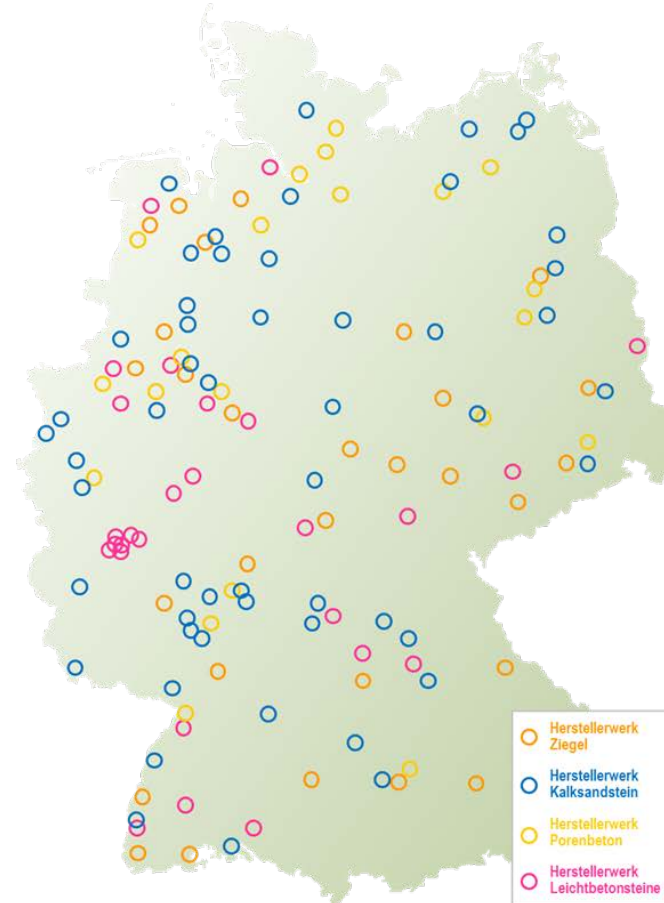 Herstellerwerk
Ziegel
Herstellerwerk
Kalksandstein
Herstellerwerk
Porenbeton
Herstellerwerk
Leichtbetonsteine